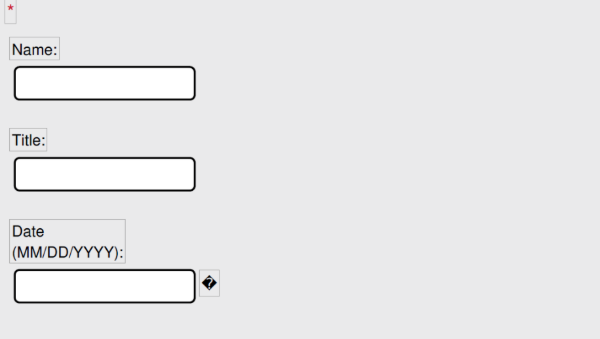 *
Name:
Title:
Date
(MM/DD/YYYY):
�